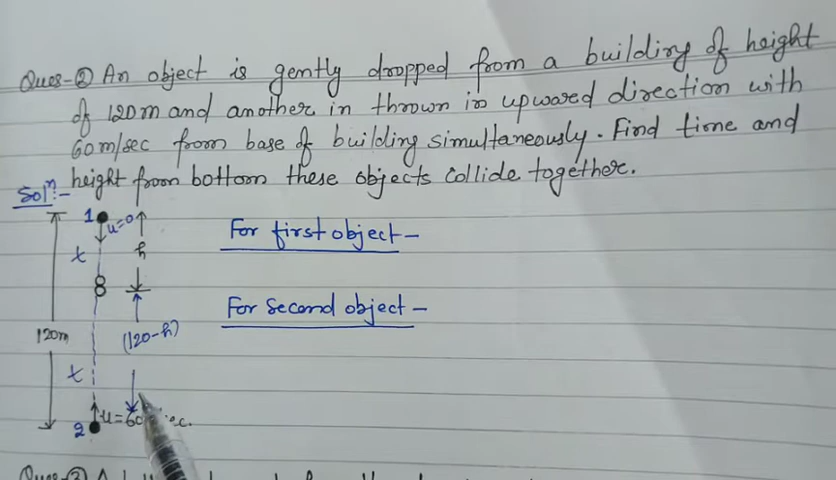 Ques-② An object is gently dropped from a building of height
of 120m and another in thrown in upward direction with
60m/sec from base of building simultaneously. Find time and
height from bottom these objects collide together.
Solⁿ:-
1 u=0
t h
For first object-
For second object-
120m (120-h)
t
2 u=60